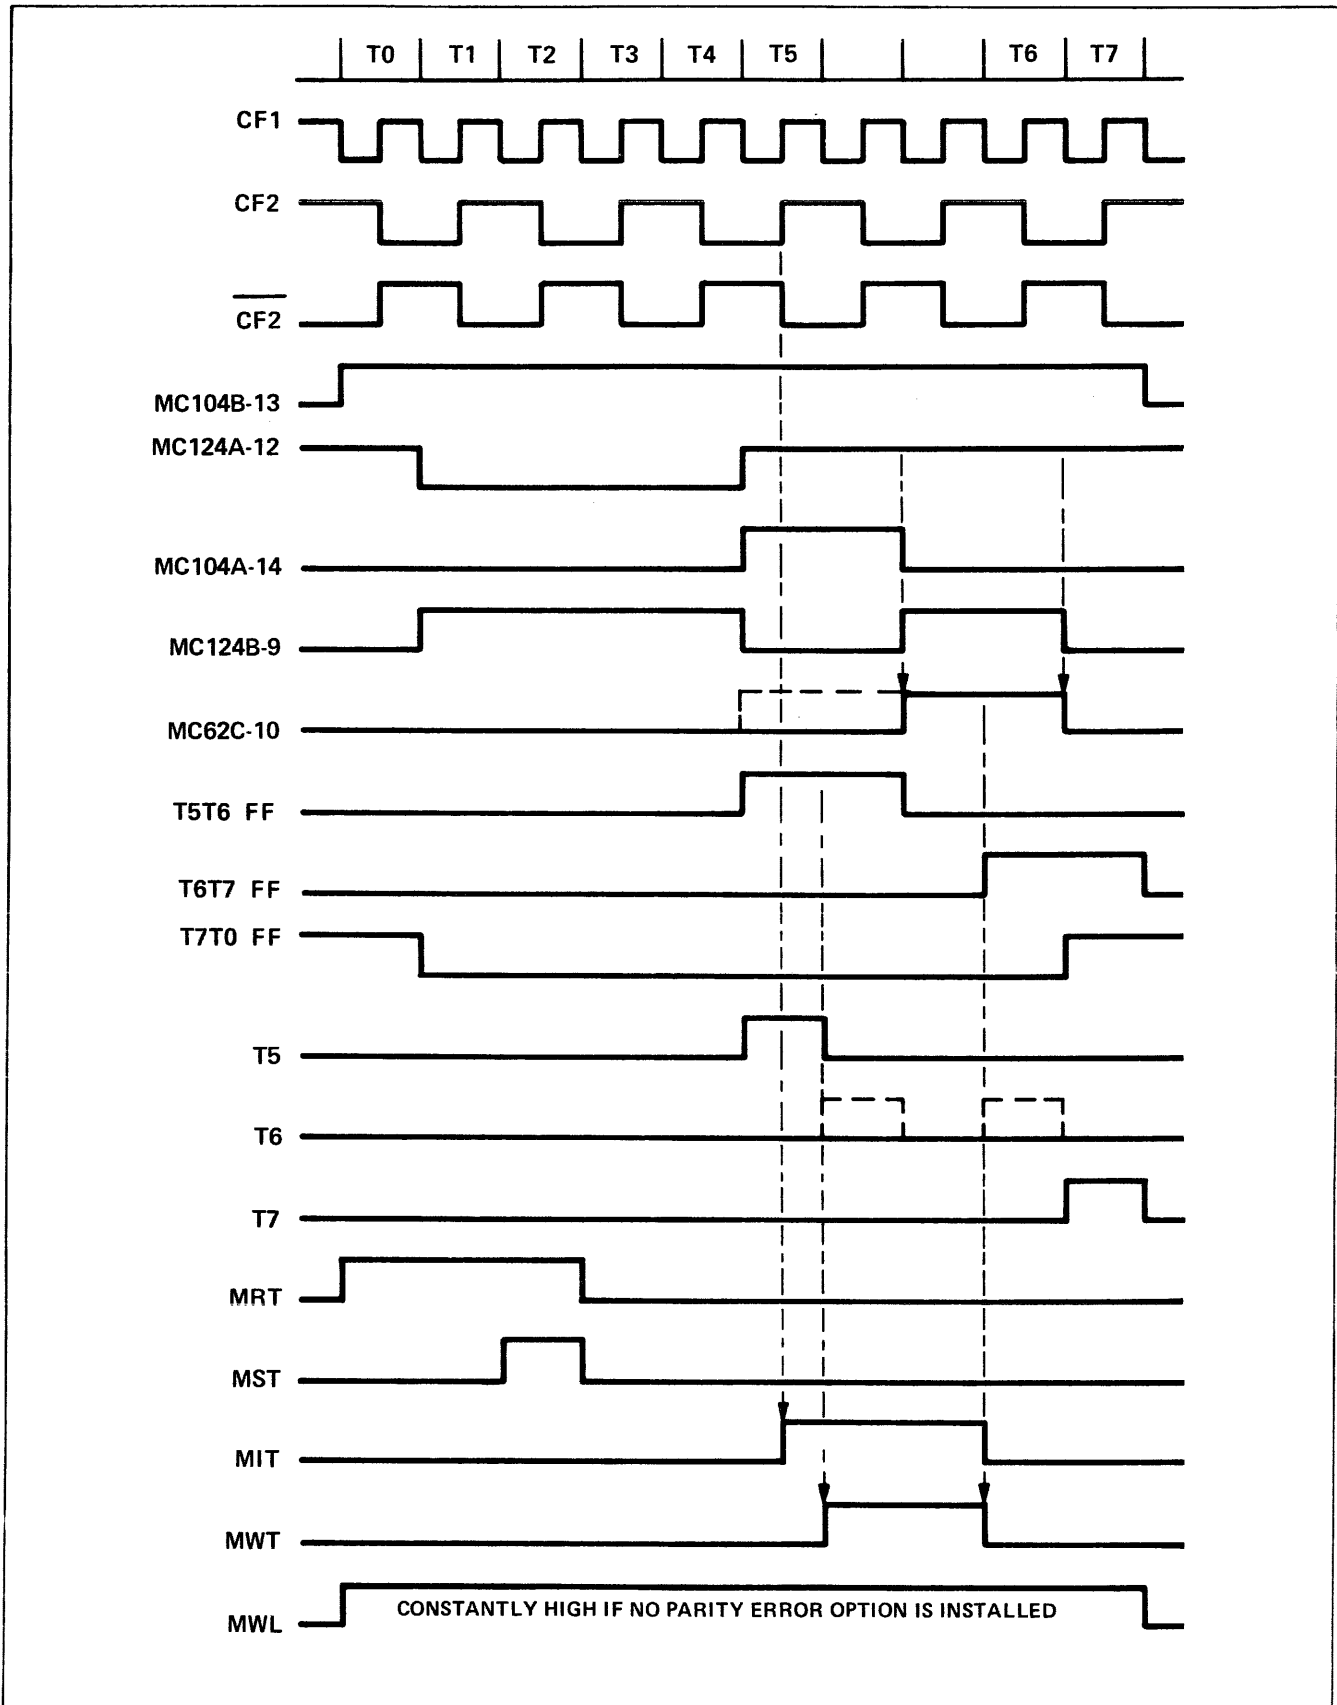 T0 T1 T2 T3 T4 T5 T6 T7
CF1
CF2
CF2
MC104B-13
MC124A-12
MC104A-14
MC124B-9
MC62C-10
T5T6 FF
T6T7 FF
T7T0 FF
T5
T6
T7
MRT
MST
MIT
MWT
CONSTANTLY HIGH IF NO PARITY ERROR OPTION IS INSTALLED
MWL